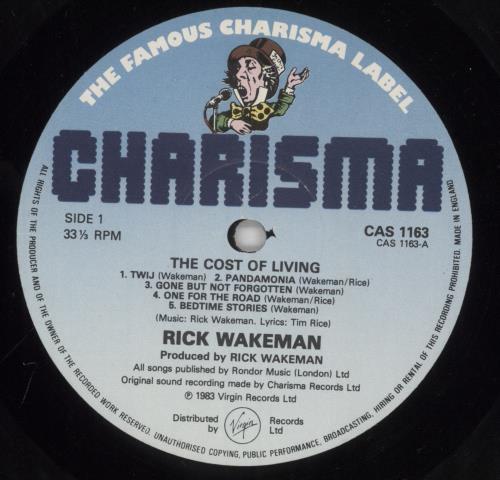 THE FAMOUS CHARISMA LABEL
CHARISMA
SIDE 1
33⅓ RPM
CAS 1163
CAS 1163-A
THE COST OF LIVING
1. TWIJ (Wakeman) 2. PANDAMONIA (Wakeman/Rice)
3. GONE BUT NOT FORGOTTEN (Wakeman)
4. ONE FOR THE ROAD (Wakeman/Rice)
5. BEDTIME STORIES (Wakeman)
(Music: Rick Wakeman. Lyrics: Tim Rice)
RICK WAKEMAN
Produced by RICK WAKEMAN
All songs published by Rondor Music (London) Ltd
Original sound recording made by Charisma Records Ltd
℗ 1983 Virgin Records Ltd
Distributed by Virgin Records Ltd
ALL RIGHTS OF THE PRODUCER AND OF THE OWNER OF THE RECORDED WORK RESERVED. UNAUTHORISED COPYING, PUBLIC PERFORMANCE, BROADCASTING, HIRING OR RENTAL OF THIS RECORDING PROHIBITED. MADE IN ENGLAND